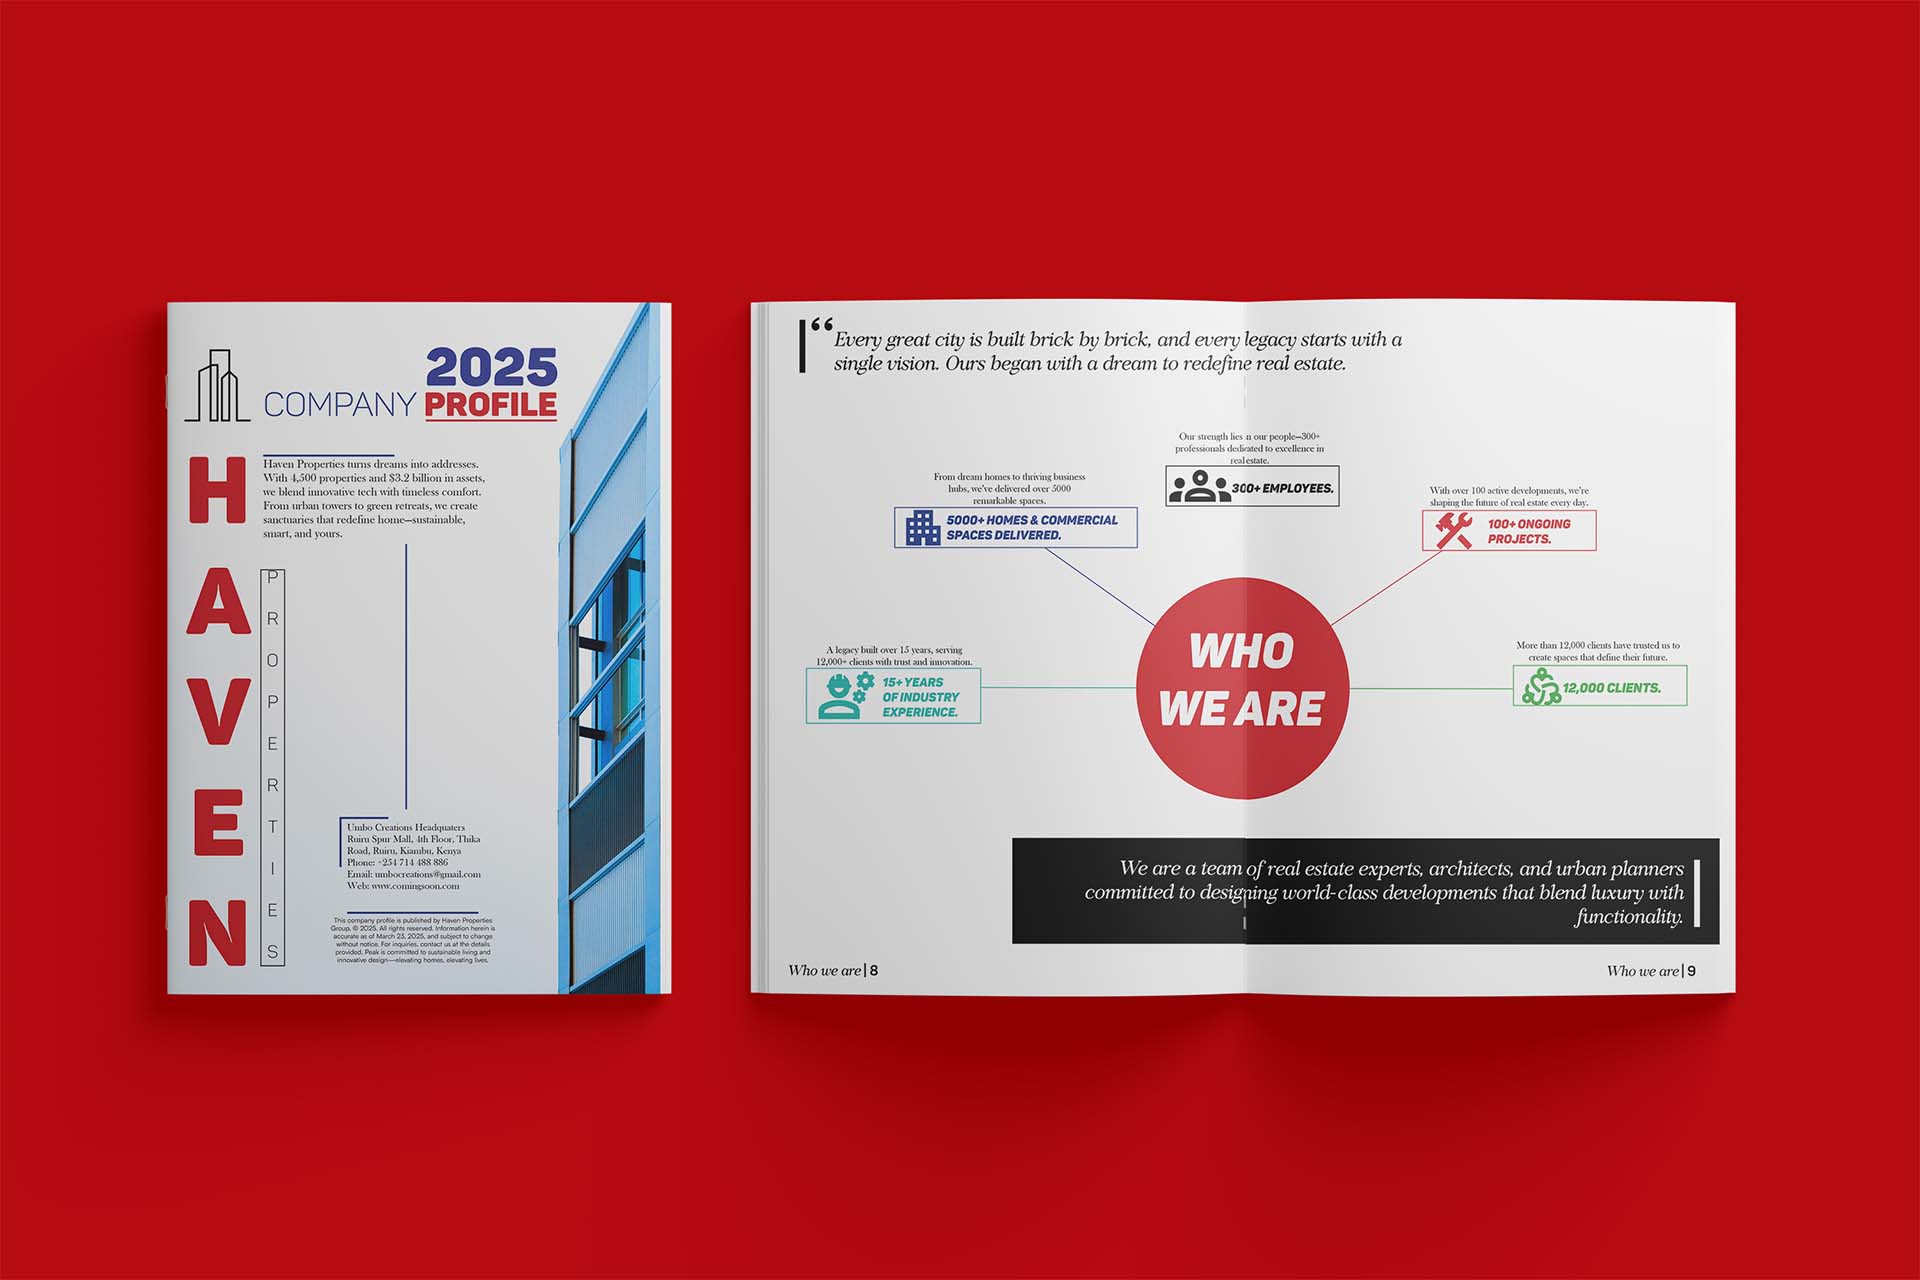 2025
COMPANY PROFILE
HAVEN
PROPERTIES
Haven Properties turns dreams into addresses.
With 4,500 properties and $3.2 billion in assets,
we blend innovative tech with timeless comfort.
From urban towers to green retreats, we create
sanctuaries that redefine home—sustainable,
smart, and yours.
Umbo Creations Headquaters
Ruiru Spur Mall, 4th Floor, Thika
Road, Ruiru, Kiambu, Kenya
Phone: +254 714 488 886
Email: umbocreations@gmail.com
Web: www.comingsoon.com
This company profile is published by Haven Properties
Group, © 2025. All rights reserved. Information herein is
accurate as of March 23, 2025, and subject to change
without notice. For inquiries, contact us at the details
provided. Peak is committed to sustainable living and
innovative design—elevating homes, elevating lives.
“Every great city is built brick by brick, and every legacy starts with a
single vision. Ours began with a dream to redefine real estate.
Our strength lies n our people—300+
professionals dedicated to excellence in
real estate.
300+ EMPLOYEES.
From dream homes to thriving business
hubs, we’ve delivered over 5000
remarkable spaces.
5000+ HOMES & COMMERCIAL
SPACES DELIVERED.
With over 100 active developments, we’re
shaping the future of real estate every day.
100+ ONGOING
PROJECTS.
A legacy built over 15 years, serving
12,000+ clients with trust and innovation.
15+ YEARS
OF INDUSTRY
EXPERIENCE.
WHO
WE ARE
More than 12,000 clients have trusted us to
create spaces that define their future.
12,000 CLIENTS.
We are a team of real estate experts, architects, and urban planners
committed to designing world-class developments that blend luxury with
functionality.
Who we are|8
Who we are|9